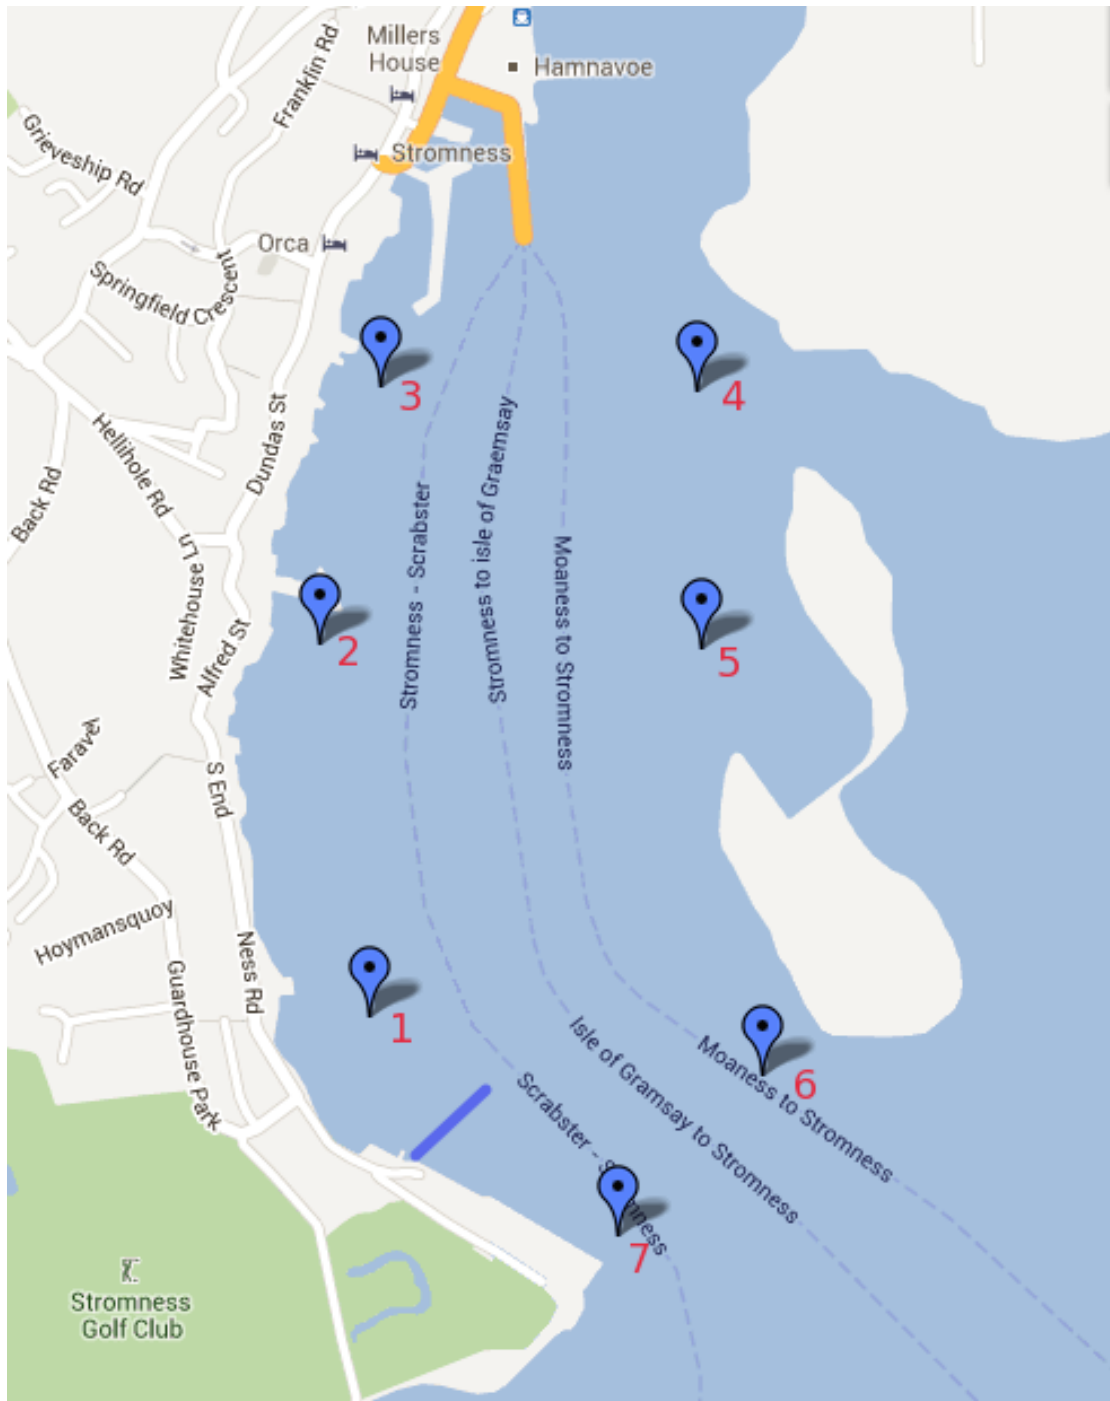 Millers
House
Hamnavoe
Franklin Rd
Grieveship Rd
Stromness
Orca
Springfield Crescent
3
4
Hellihole Rd
Dundas St
Back Rd
Stromness - Scrabster
Stromness to isle of Graemsay
Moaness to Stromness
Whitehouse Ln
Alfred St
2
5
Faravel
S End
Back Rd
Hoymansquoy
Ness Rd
Guardhouse Park
1
6
Moaness to Stromness
Isle of Gramsay to Stromness
7
Stromness
Golf Club